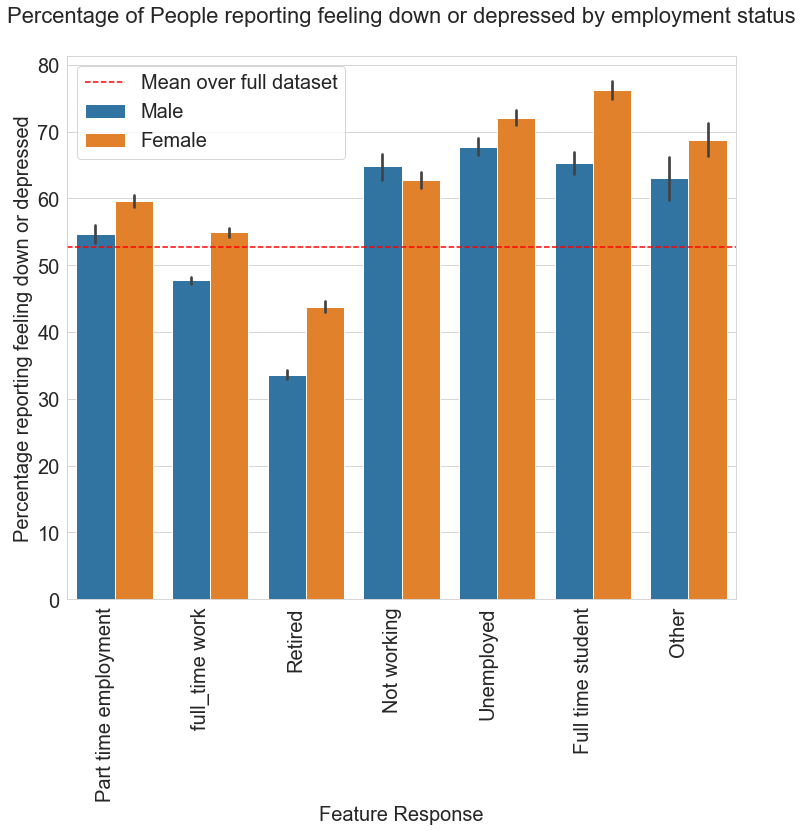 Percentage of People reporting feeling down or depressed by employment status
Percentage reporting feeling down or depressed
80
70
60
50
40
30
20
10
0
Mean over full dataset
Male
Female
Part time employment
full_time work
Retired
Not working
Unemployed
Full time student
Other
Feature Response